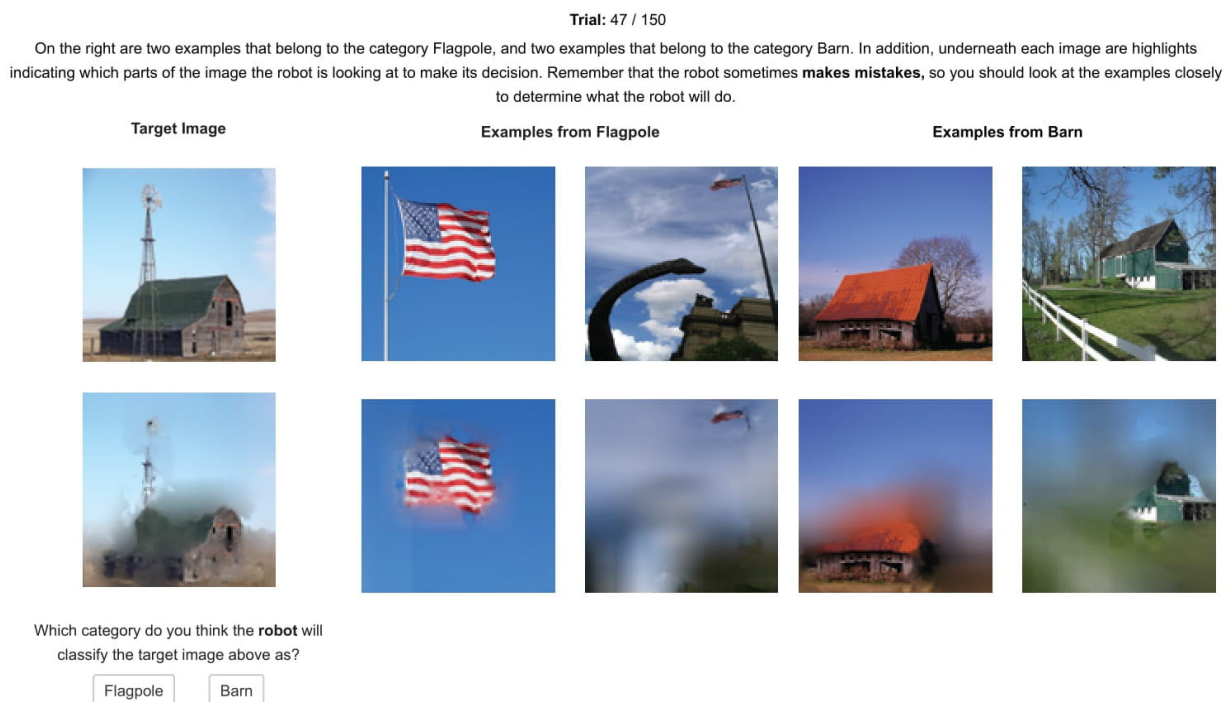 Trial: 47 / 150
On the right are two examples that belong to the category Flagpole, and two examples that belong to the category Barn. In addition, underneath each image are highlights
indicating which parts of the image the robot is looking at to make its decision. Remember that the robot sometimes makes mistakes, so you should look at the examples closely
to determine what the robot will do.
Target Image
Examples from Flagpole
Examples from Barn
Which category do you think the robot will
classify the target image above as?
Flagpole
Barn